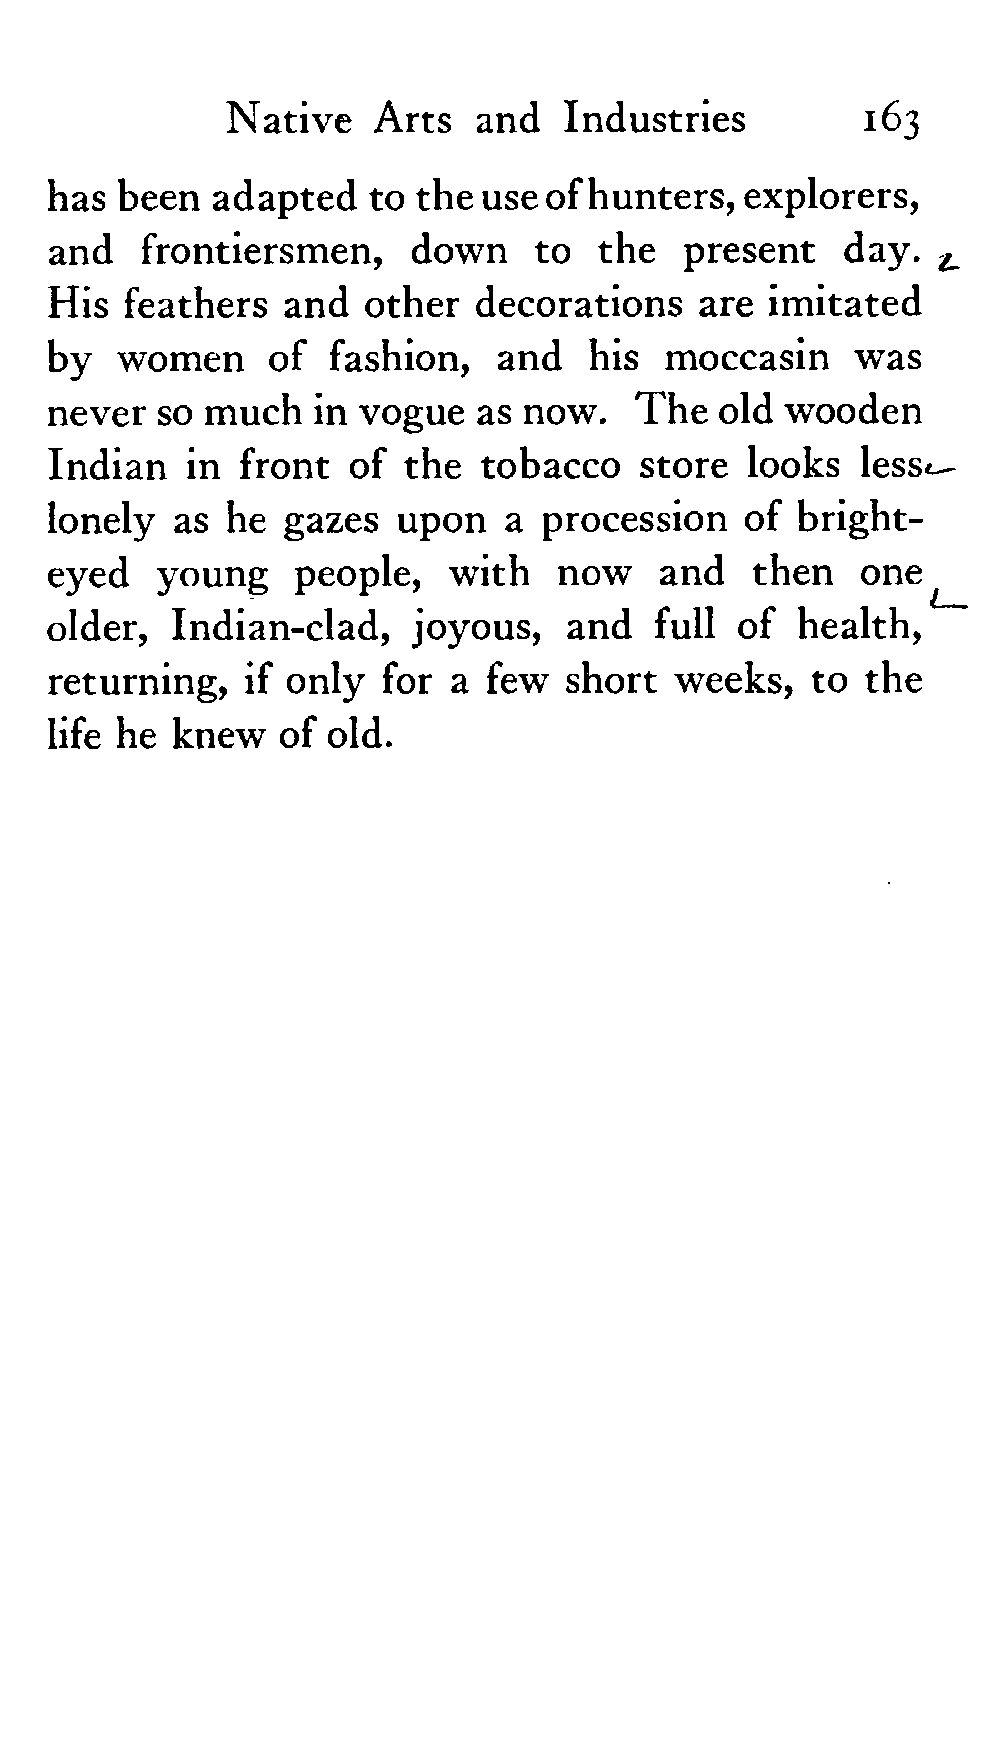 Native Arts and Industries 163
has been adapted to the use of hunters, explorers,
and frontiersmen, down to the present day.
His feathers and other decorations are imitated
by women of fashion, and his moccasin was
never so much in vogue as now. The old wooden
Indian in front of the tobacco store looks less
lonely as he gazes upon a procession of bright-
eyed young people, with now and then one
older, Indian-clad, joyous, and full of health,
returning, if only for a few short weeks, to the
life he knew of old.